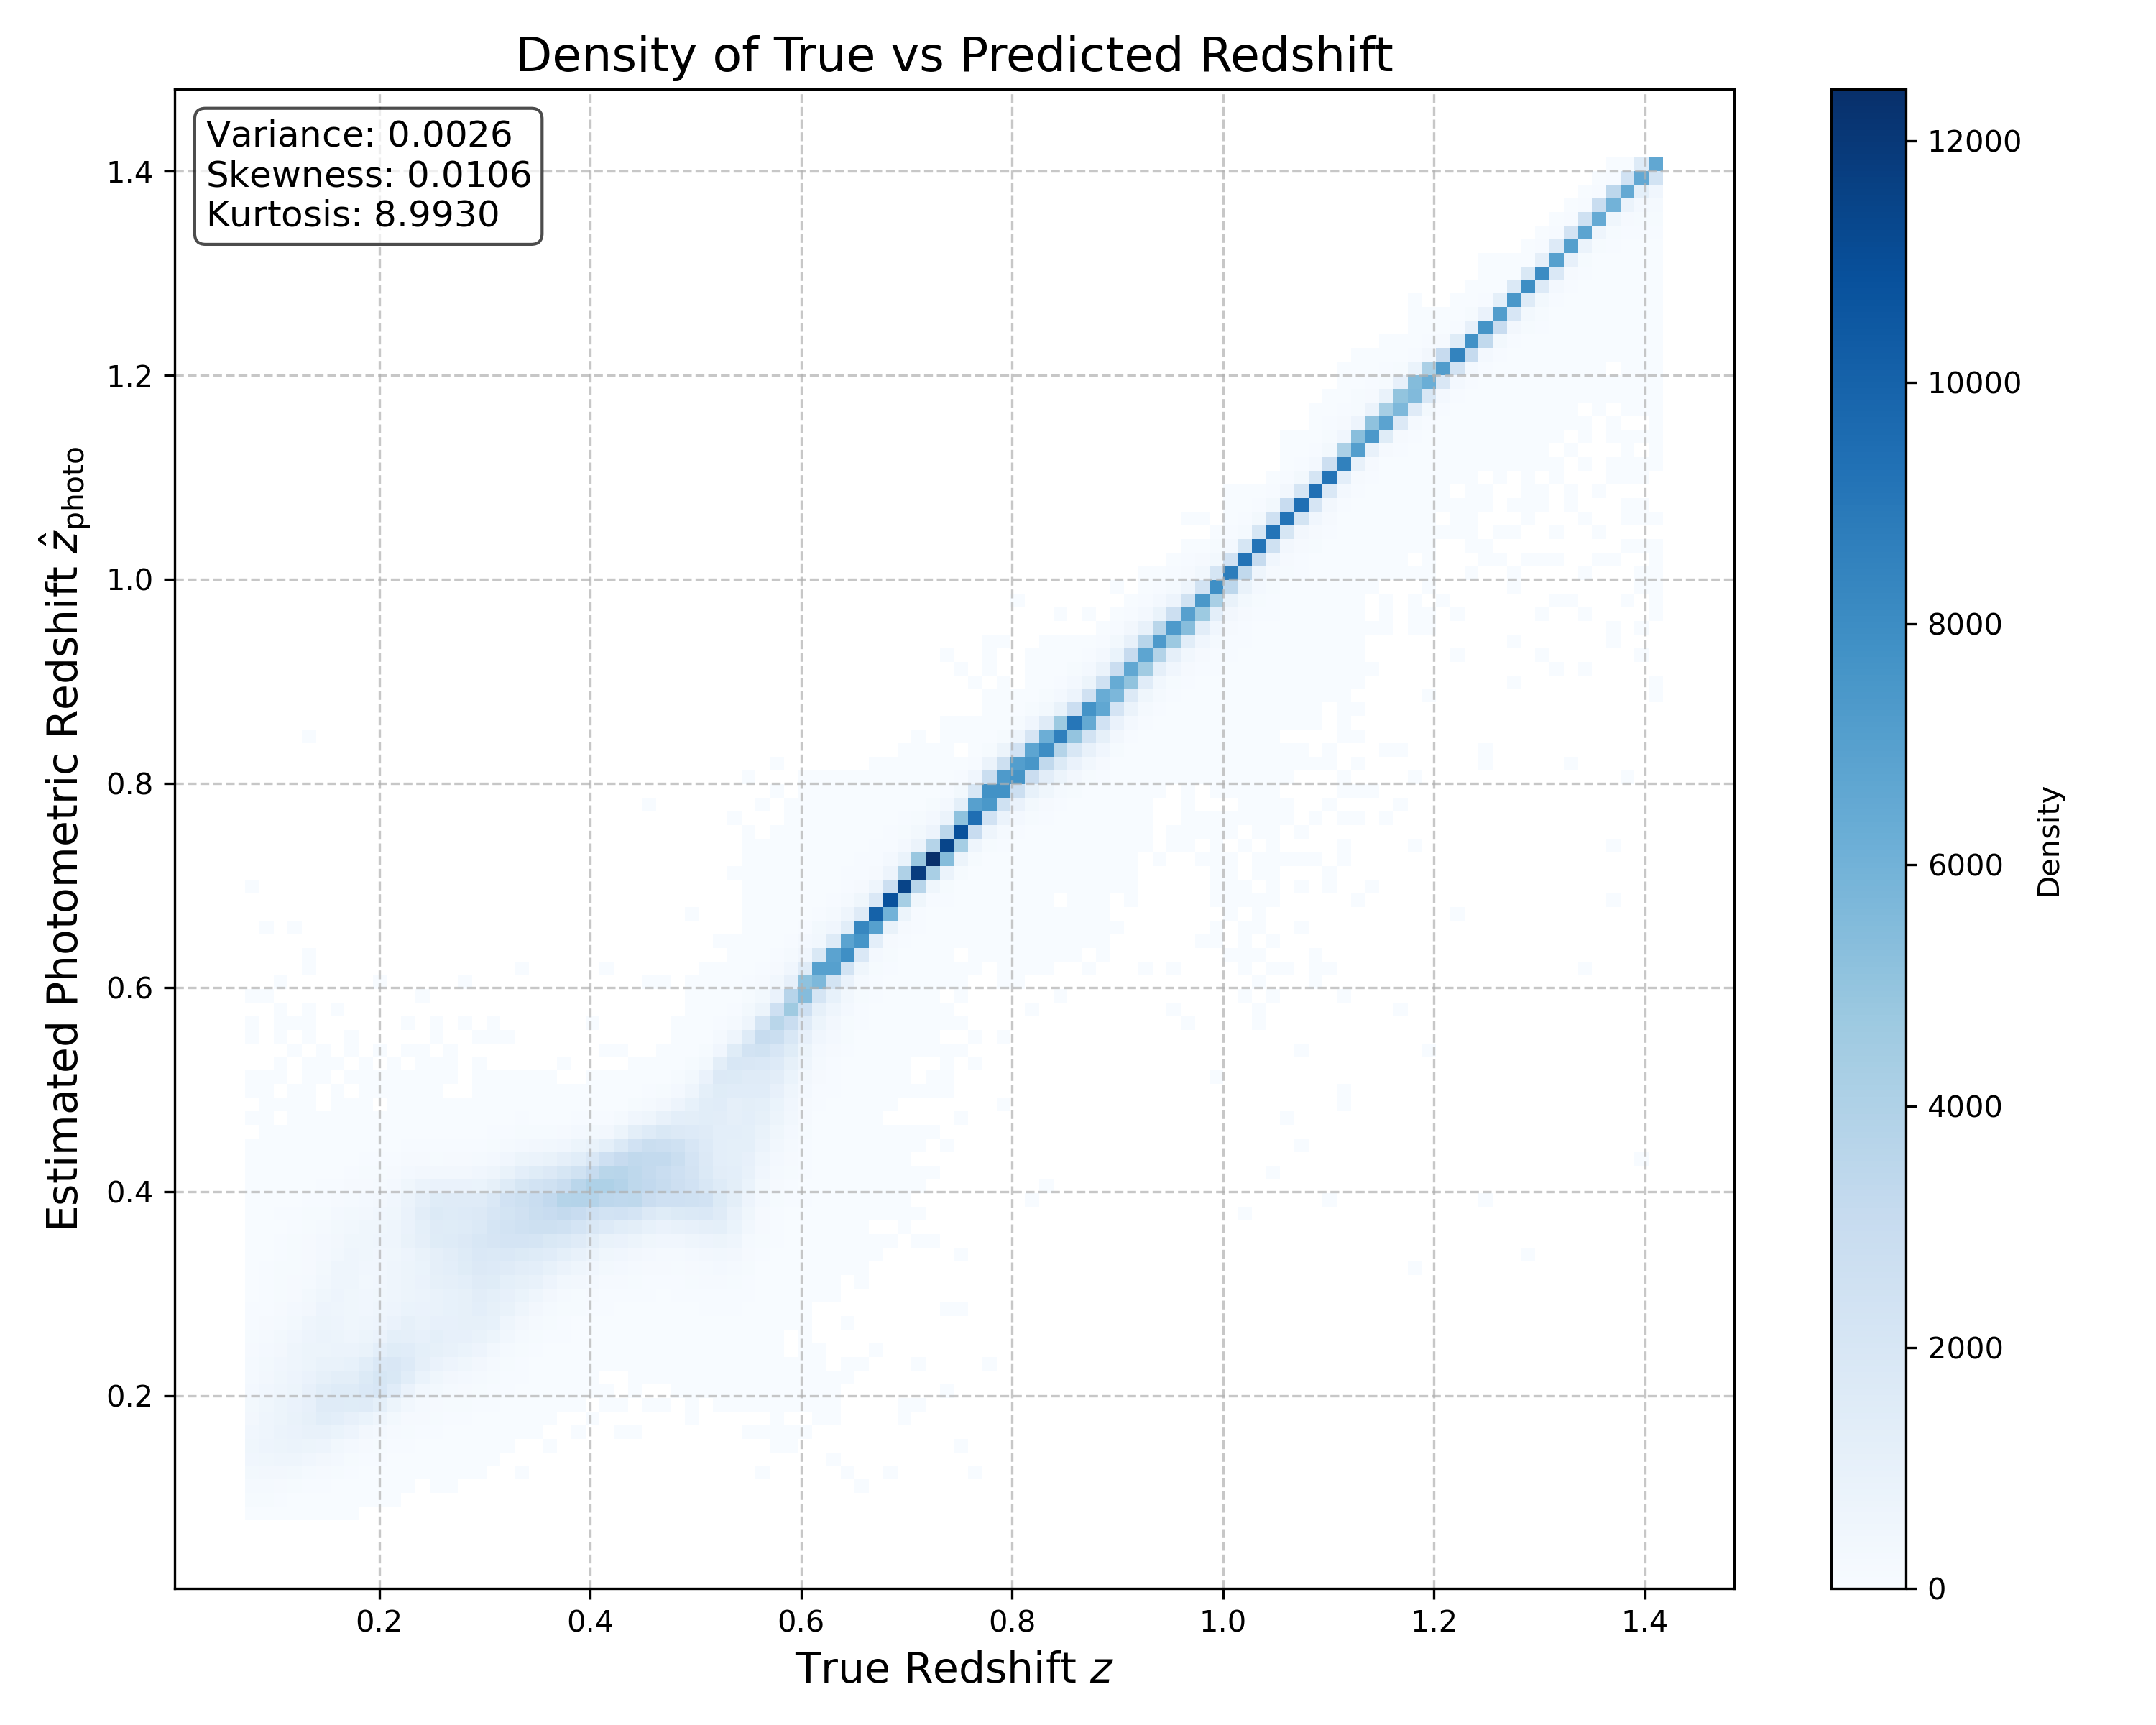 Density of True vs Predicted Redshift
Variance: 0.0026
Skewness: 0.0106
Kurtosis: 8.9930
Estimated Photometric Redshift ẑphoto
1.4
1.2
1.0
0.8
0.6
0.4
0.2
0.2 0.4 0.6 0.8 1.0 1.2 1.4
True Redshift z
12000
10000
8000
6000
4000
2000
0
Density